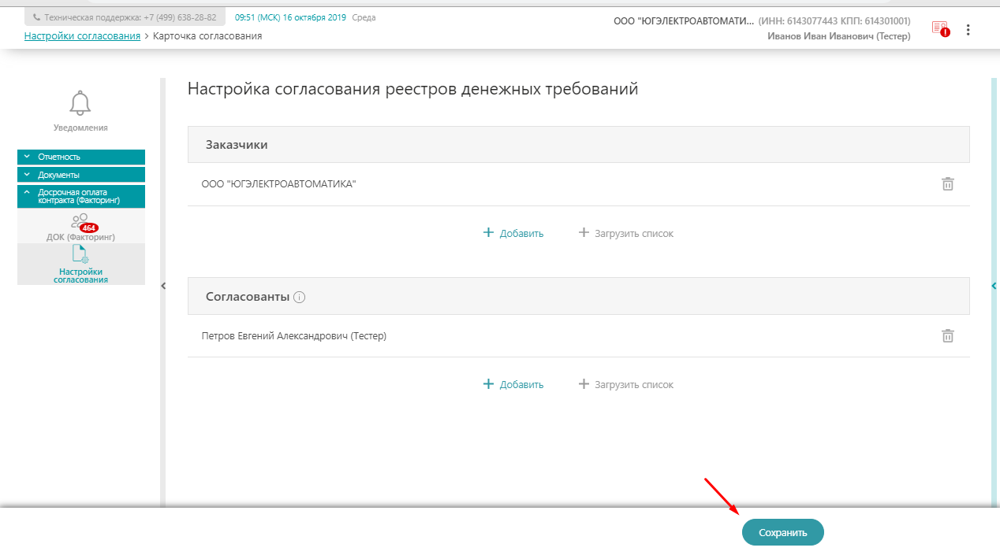 Техническая поддержка: +7 (499) 638-28-82 09:51 (МСК) 16 октября 2019 Среда
ООО "ЮГЭЛЕКТРОАВТОМАТИ... (ИНН: 6143077443 КПП: 614301001)
Настройки согласования > Карточка согласования
Иванов Иван Иванович (Тестер)
Уведомления
Отчетность
Документы
Досрочная оплата
контракта (Факторинг)
464
ДОК (Факторинг)
Настройки
согласования
Настройка согласования реестров денежных требований
Заказчики
ООО "ЮГЭЛЕКТРОАВТОМАТИКА"
Добавить Загрузить список
Согласованты
Петров Евгений Александрович (Тестер)
Добавить Загрузить список
Сохранить